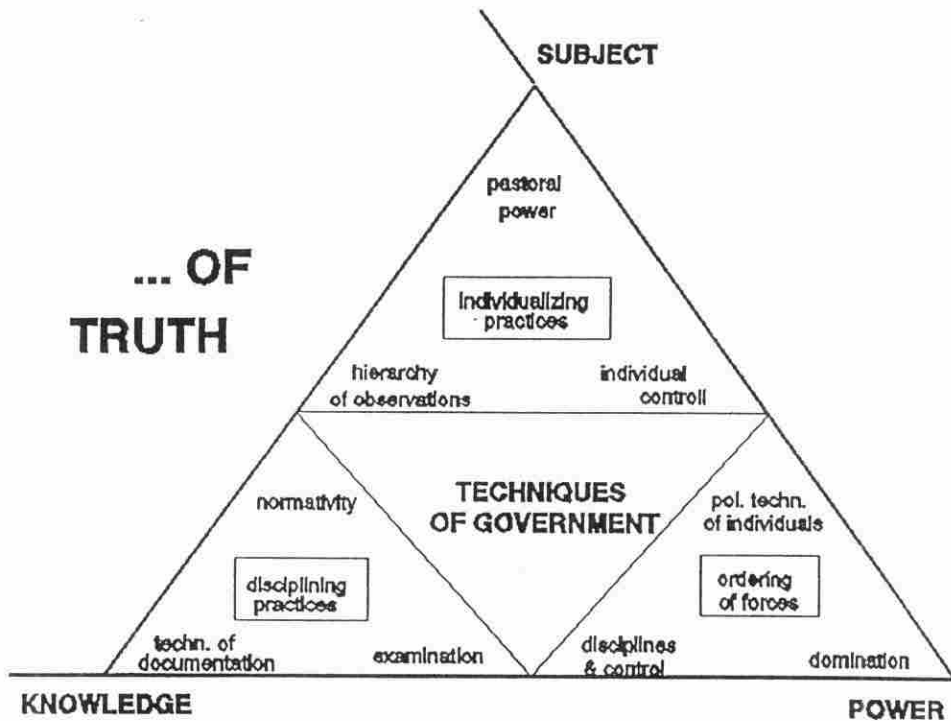 SUBJECT
pastoral
power
... OF
TRUTH
individualizing
practices
hierarchy
of observations
individual
controll
TECHNIQUES
OF GOVERNMENT
normativity
pol. techn.
of individuals
disciplining
practices
ordering
of forces
techn. of
documentation
examination
disciplines
& control
domination
KNOWLEDGE
POWER